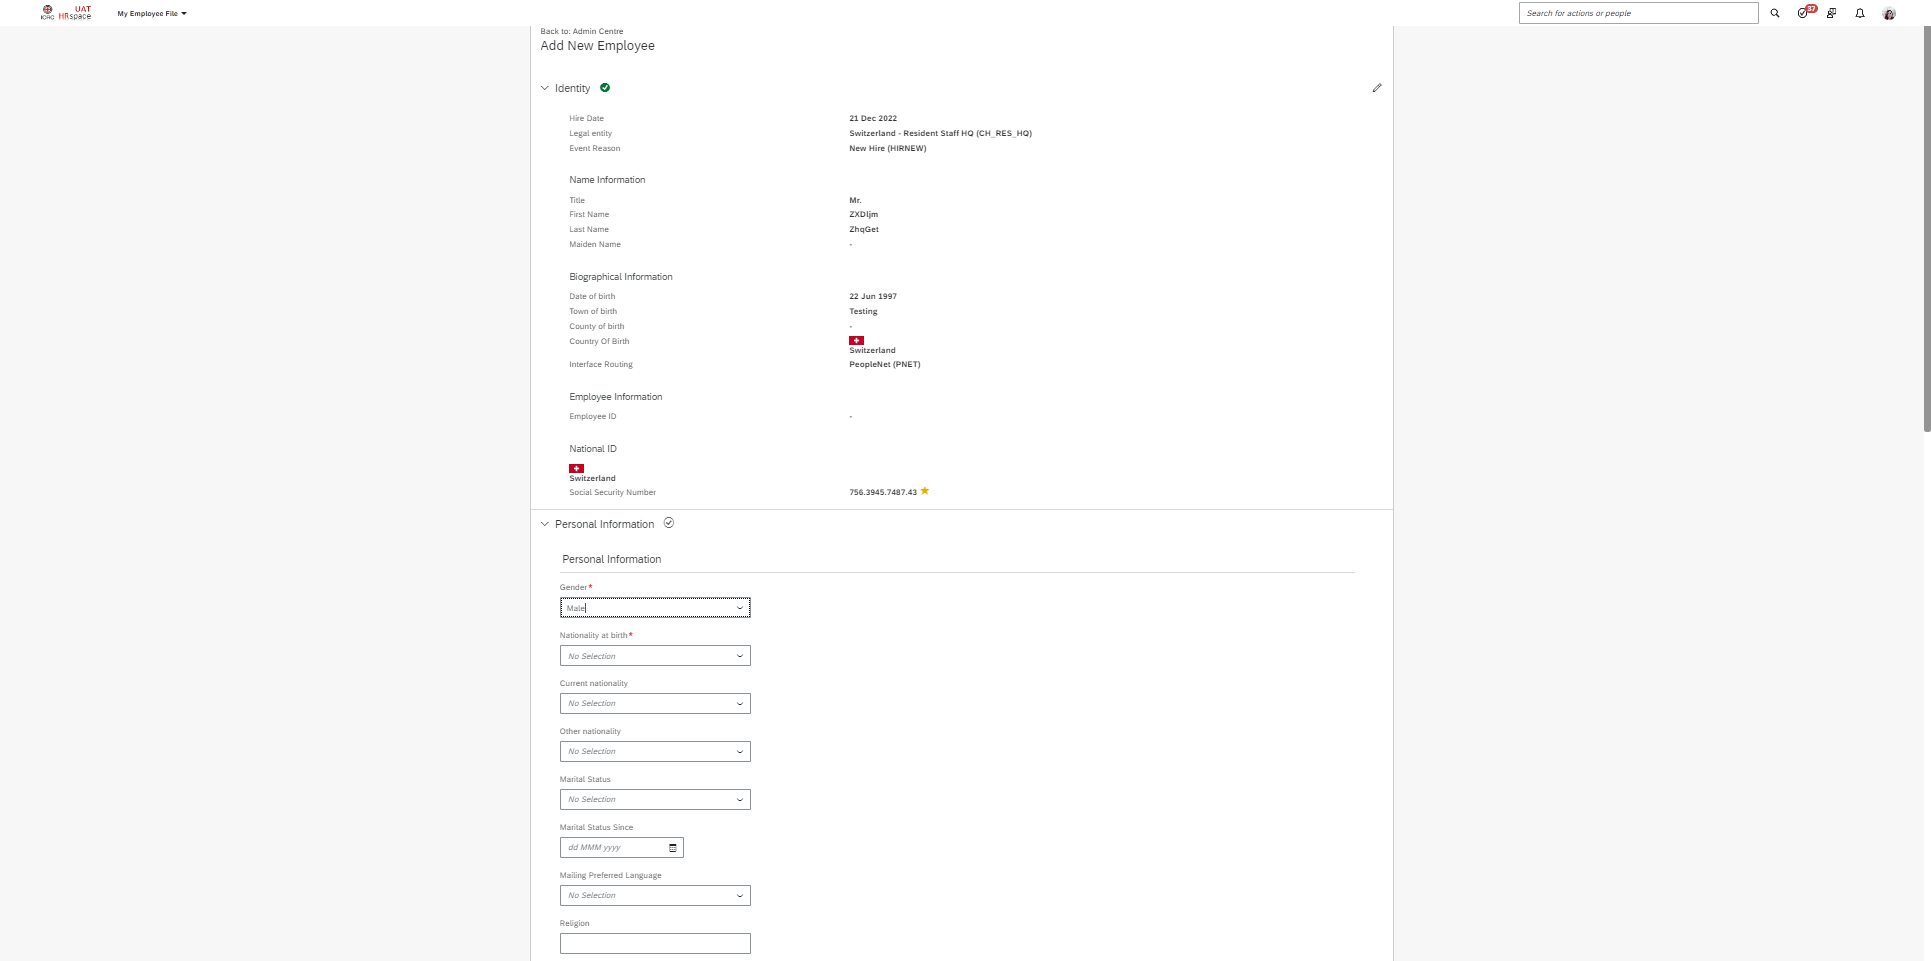 ICRC UAT HRspace My Employee File Search for actions or people 37
Back to: Admin Centre
Add New Employee
Identity
Hire Date 21 Dec 2022
Legal entity Switzerland - Resident Staff HQ (CH_RES_HQ)
Event Reason New Hire (HIRNEW)
Name Information
Title Mr.
First Name ZXDljm
Last Name ZhqGet
Maiden Name -
Biographical Information
Date of birth 22 Jun 1997
Town of birth Testing
County of birth -
Country Of Birth
Switzerland
Interface Routing PeopleNet (PNET)
Employee Information
Employee ID -
National ID
Switzerland
Social Security Number 756.3945.7487.43
Personal Information
Personal Information
Gender*
Male
Nationality at birth*
No Selection
Current nationality
No Selection
Other nationality
No Selection
Marital Status
No Selection
Marital Status Since
dd MMM yyyy
Mailing Preferred Language
No Selection
Religion